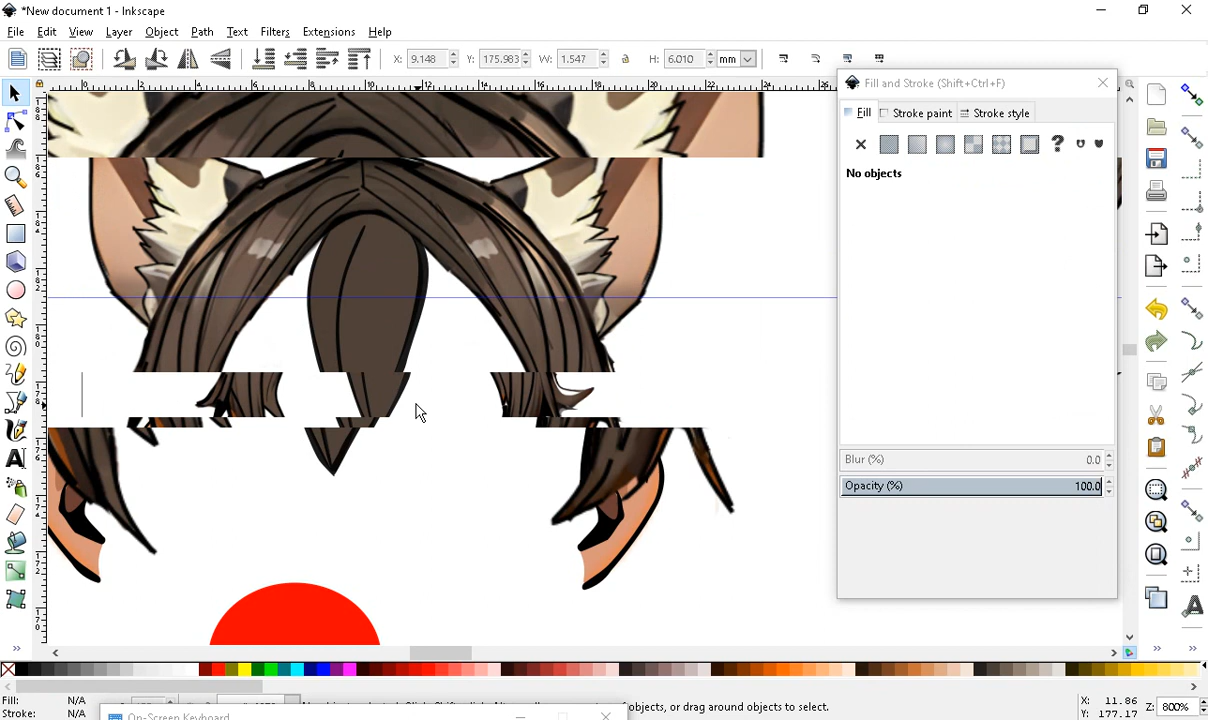 *New document 1 - Inkscape
File Edit View Layer Object Path Text Filters Extensions Help
X: 9.148 Y: 175.983 W: 1.547 H: 6.010 mm
Fill and Stroke (Shift+Ctrl+F)
Fill Stroke paint Stroke style
No objects
Blur (%) 0.0
Opacity (%) 100.0
Fill: N/A
Stroke: N/A
of objects, or drag around objects to select.
X: 11.86
Y: 177.17
Z: 800%
On-Screen Keyboard